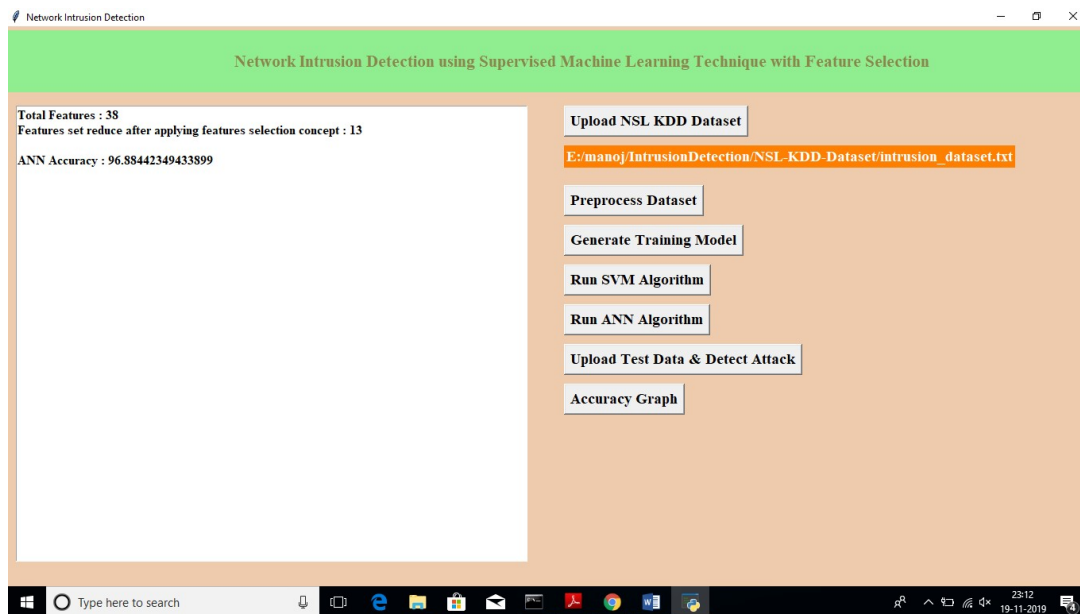 Network Intrusion Detection
Network Intrusion Detection using Supervised Machine Learning Technique with Feature Selection
Total Features : 38
Features set reduce after applying features selection concept : 13
ANN Accuracy : 96.88442349433899
Upload NSL KDD Dataset
E:/manoj/IntrusionDetection/NSL-KDD-Dataset/intrusion_dataset.txt
Preprocess Dataset
Generate Training Model
Run SVM Algorithm
Run ANN Algorithm
Upload Test Data & Detect Attack
Accuracy Graph
Type here to search
23:12
19-11-2019